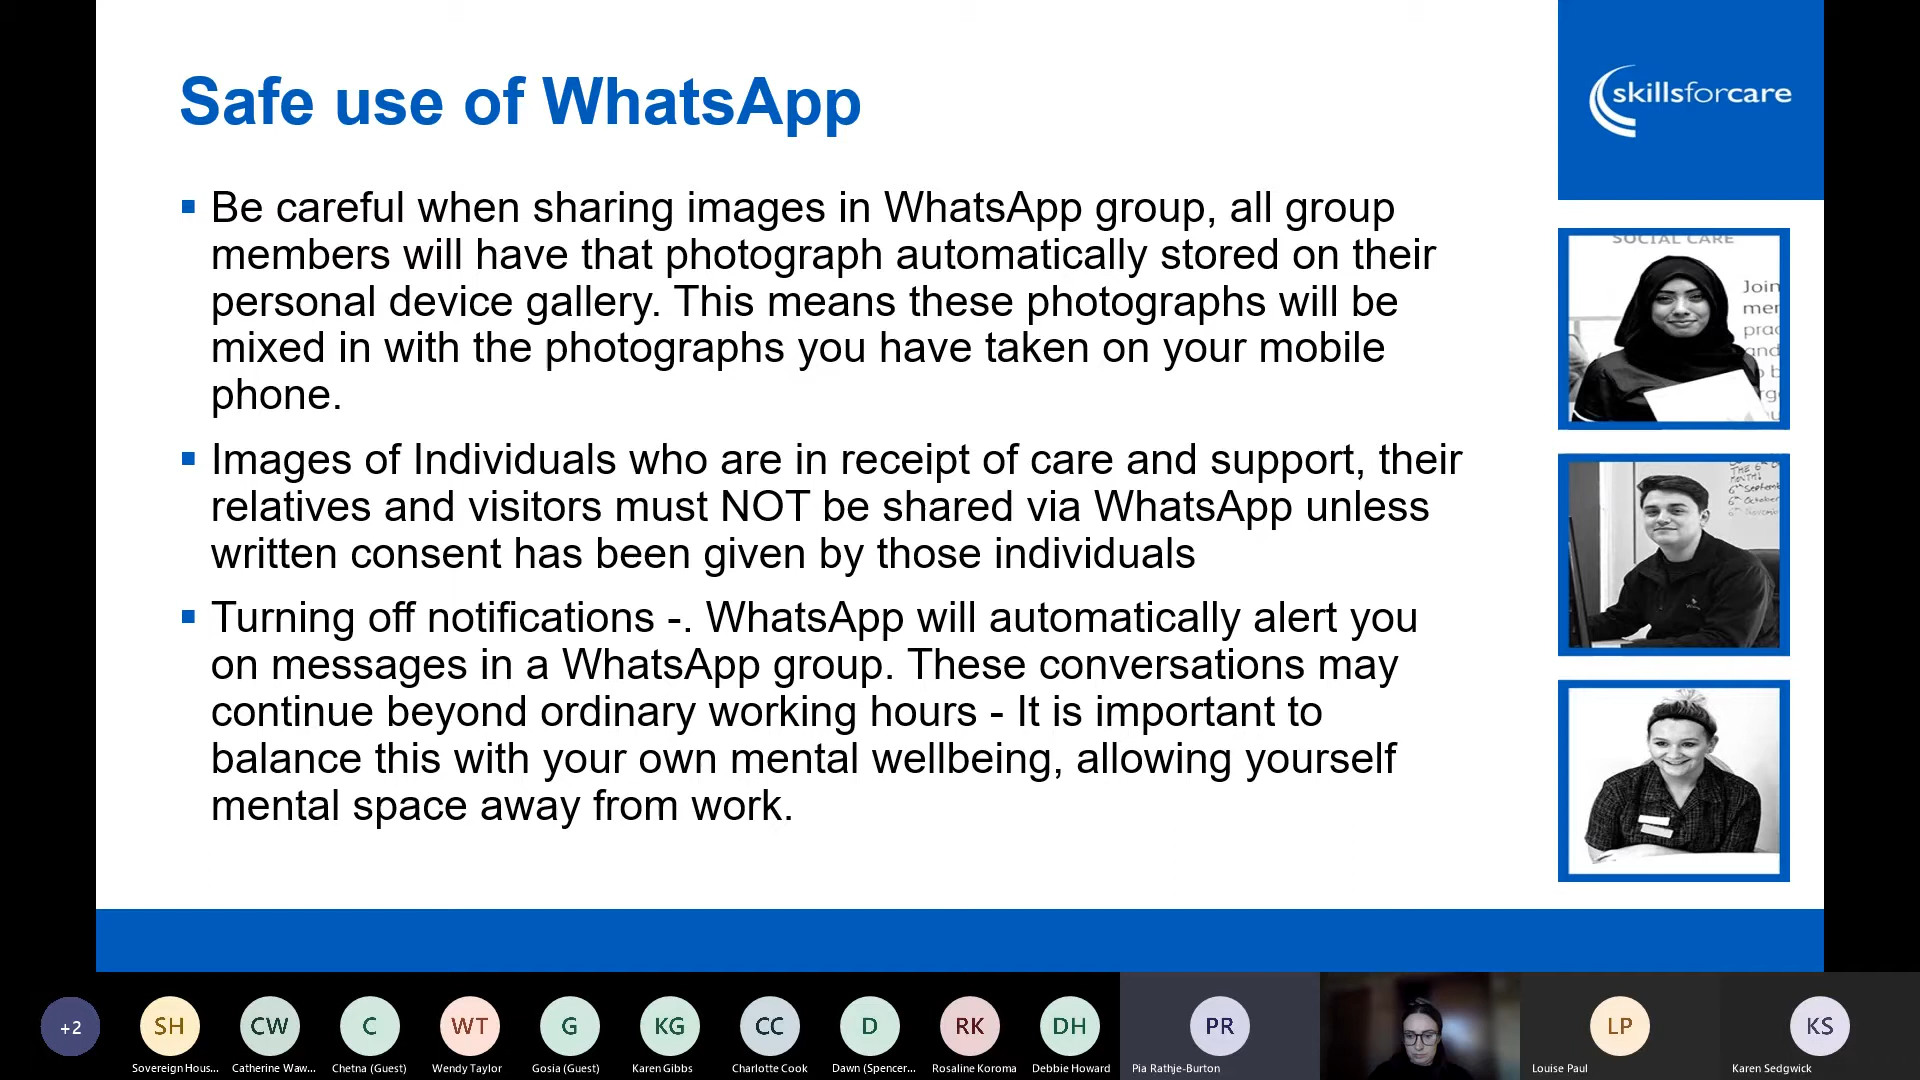 Safe use of WhatsApp
skillsforcare
Be careful when sharing images in WhatsApp group, all group
members will have that photograph automatically stored on their
personal device gallery. This means these photographs will be
mixed in with the photographs you have taken on your mobile
phone.
Images of Individuals who are in receipt of care and support, their
relatives and visitors must NOT be shared via WhatsApp unless
written consent has been given by those individuals
Turning off notifications -. WhatsApp will automatically alert you
on messages in a WhatsApp group. These conversations may
continue beyond ordinary working hours - It is important to
balance this with your own mental wellbeing, allowing yourself
mental space away from work.
SOCIAL CARE
Join
+2
SH
CW
C
WT
G
KG
CC
D
RK
DH
PR
LP
KS
Sovereign Hous...
Catherine Waw...
Chetna (Guest)
Wendy Taylor
Gosia (Guest)
Karen Gibbs
Charlotte Cook
Dawn (Spencer...
Rosaline Koroma
Debbie Howard
Pia Rathje-Burton
Louise Paul
Karen Sedgwick